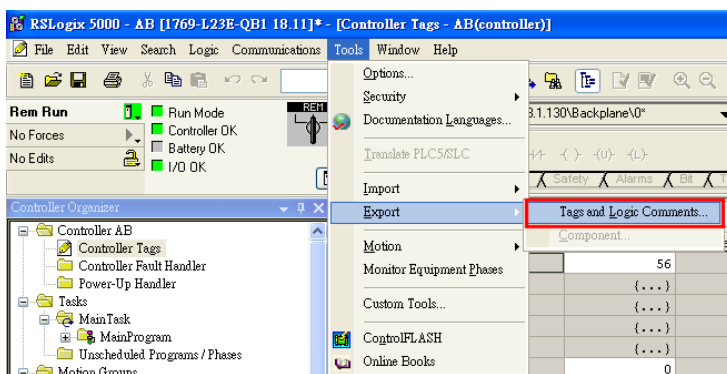 RSLogix 5000 - AB [1769-L23E-QB1 18.11]* - [Controller Tags - AB(controller)]
File Edit View Search Logic Communications Tools Window Help
Rem Run
Run Mode
REM
No Forces
Controller OK
Battery OK
No Edits
I/O OK
Options...
Security
Documentation Languages...
Translate PLC5/SLC
Import
Export
Motion
Monitor Equipment Phases
Custom Tools...
ControlFLASH
Online Books
.1.130\Backplane\0*
Safety Alarms Bit
Tags and Logic Comments...
Component...
56
{...}
{...}
{...}
{...}
0
Controller Organizer
Controller AB
Controller Tags
Controller Fault Handler
Power-Up Handler
Tasks
MainTask
MainProgram
Unscheduled Programs / Phases
Motion Groups